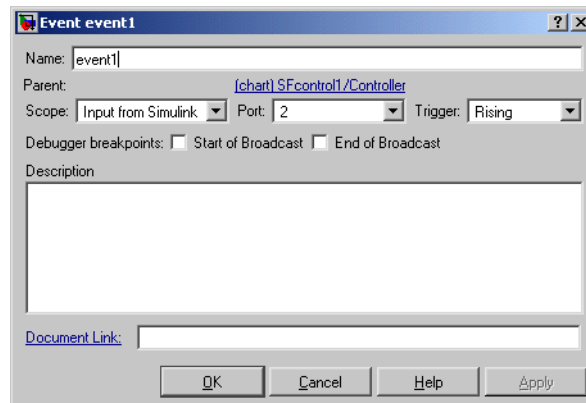 Event event1
Name: event1
Parent: (chart) SFcontrol1/Controller
Scope: Input from Simulink Port: 2 Trigger: Rising
Debugger breakpoints: Start of Broadcast End of Broadcast
Description
Document Link:
OK Cancel Help Apply